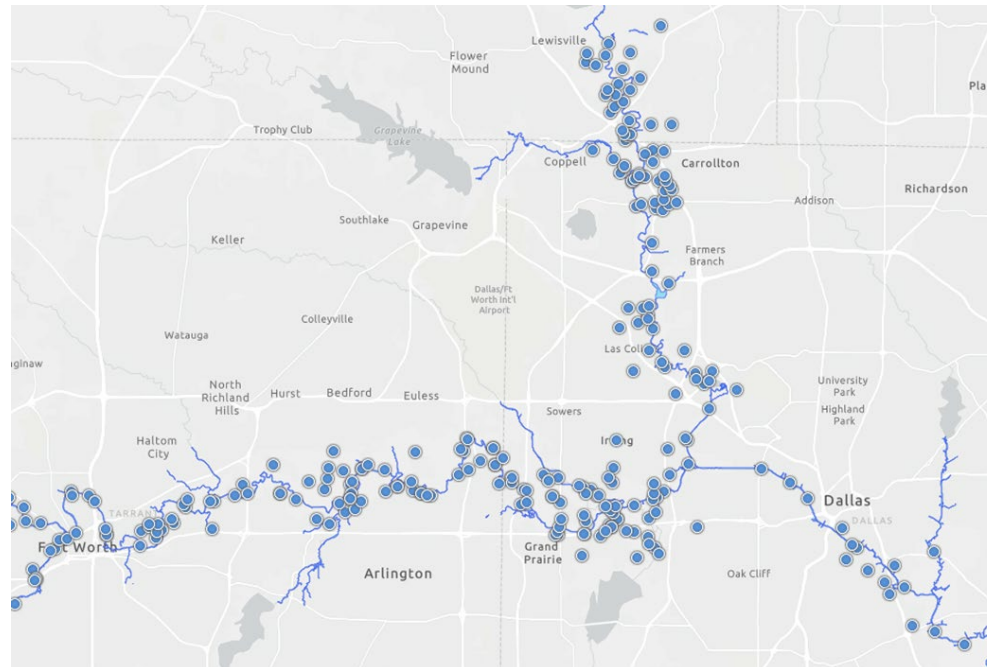 Lewisville
Flower
Mound
Pla
Trophy Club
Grapevine
Lake
Coppell
Carrollton
Richardson
Addison
Southlake
Grapevine
Keller
Farmers
Branch
Dallas/Ft
Worth Int'l
Airport
Colleyville
Watauga
Las Coli
ginaw
University
Park
North
Richland
Hills
Hurst
Bedford
Euless
Sowers
Highland
Park
Haltom
City
Irving
TARRAN
Dallas
DALLAS
Fort Worth
Grand
Prairie
Arlington
Oak Cliff